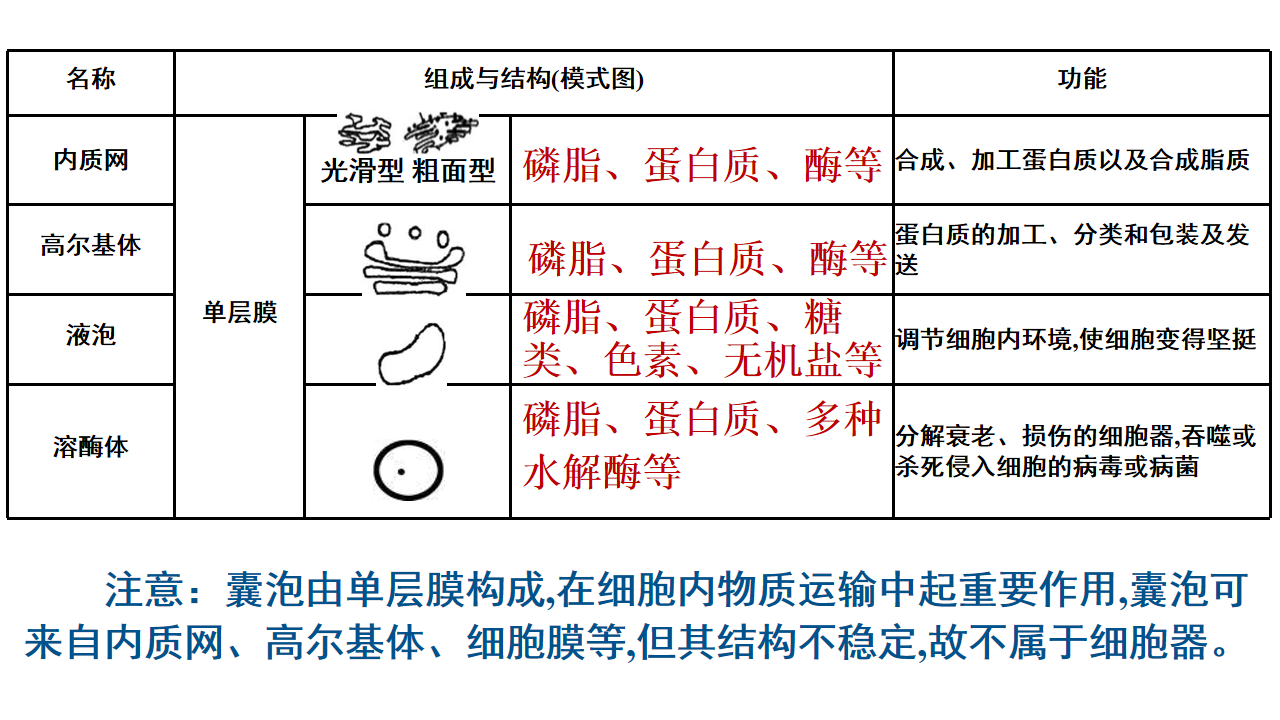 名称 组成与结构(模式图) 功能
内质网
单层膜
光滑型 粗面型
磷脂、蛋白质、酶等
合成、加工蛋白质以及合成脂质
高尔基体
磷脂、蛋白质、酶等
蛋白质的加工、分类和包装及发
送
液泡
磷脂、蛋白质、糖
类、色素、无机盐等
调节细胞内环境,使细胞变得坚挺
溶酶体
磷脂、蛋白质、多种
水解酶等
分解衰老、损伤的细胞器,吞噬或
杀死侵入细胞的病毒或病菌
注意：囊泡由单层膜构成,在细胞内物质运输中起重要作用,囊泡可
来自内质网、高尔基体、细胞膜等,但其结构不稳定,故不属于细胞器。